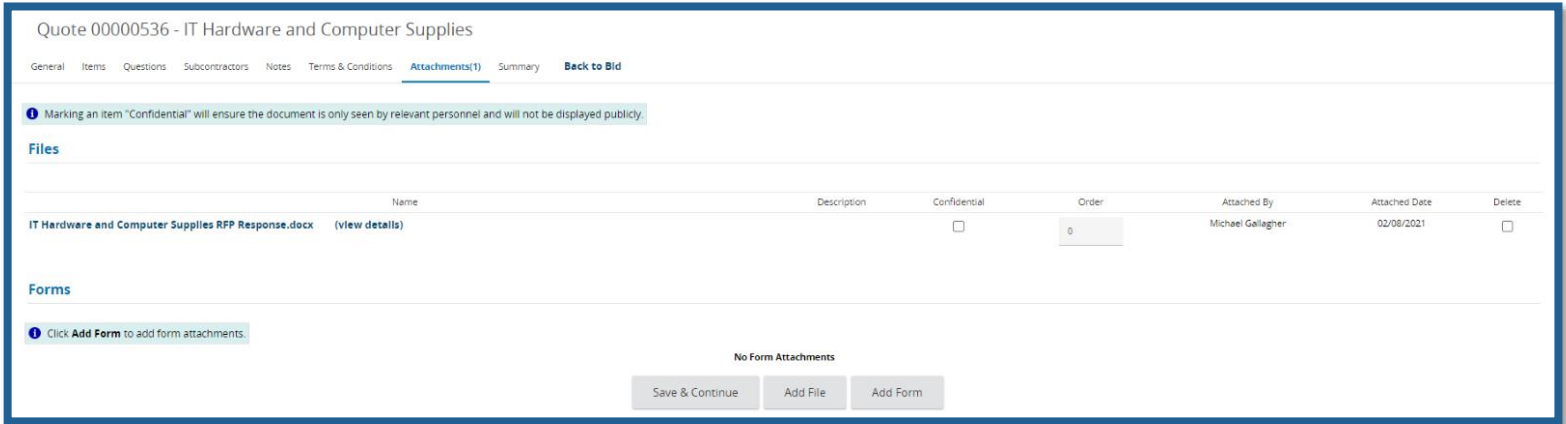 Quote 00000536 - IT Hardware and Computer Supplies
General Items Questions Subcontractors Notes Terms & Conditions Attachments(1) Summary Back to Bid
Marking an item "Confidential" will ensure the document is only seen by relevant personnel and will not be displayed publicly.
Files
Name Description Confidential Order Attached By Attached Date Delete
IT Hardware and Computer Supplies RFP Response.docx (view details) 0 Michael Gallagher 02/08/2021
Forms
Click Add Form to add form attachments.
No Form Attachments
Save & Continue Add File Add Form